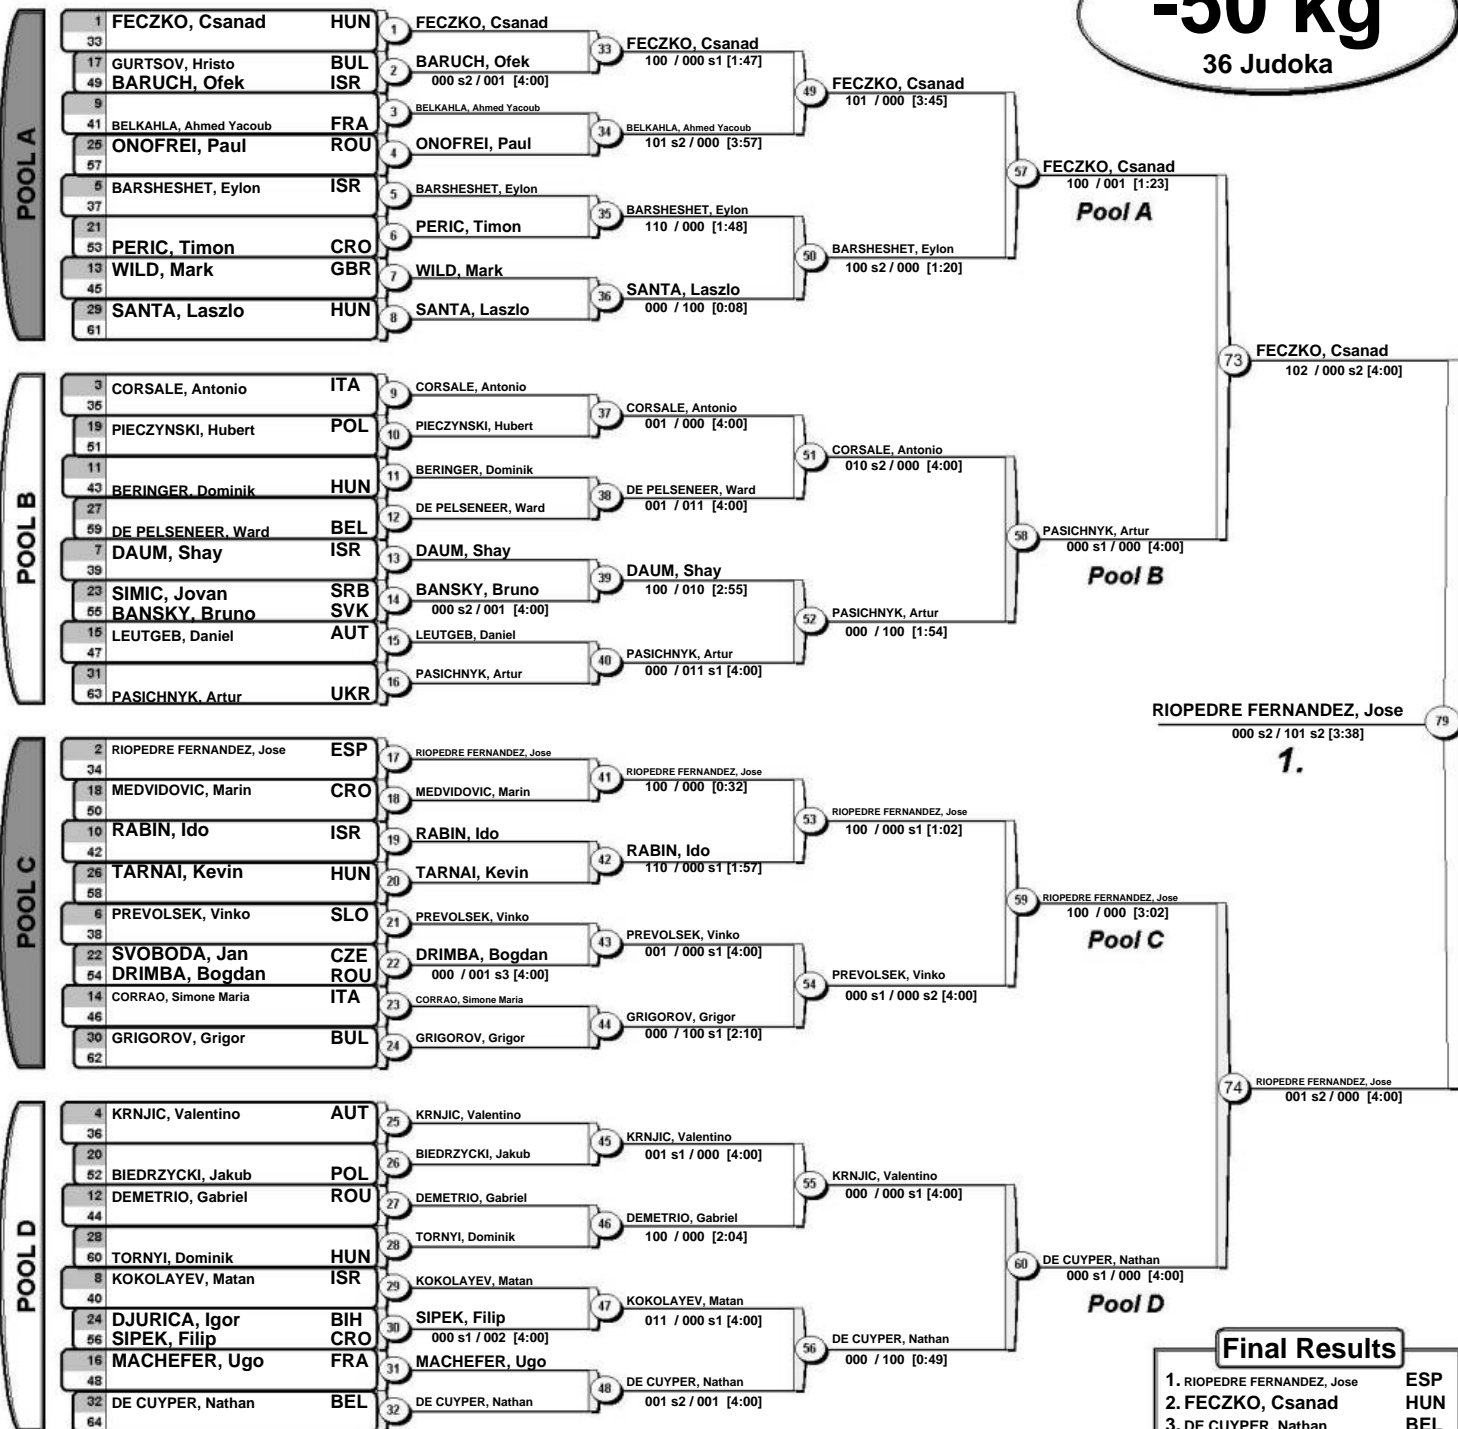 -50 kg
36 Judoka
POOL A
1 FECZKO, Csanad HUN
33
17 GURTSOV, Hristo BUL
49 BARUCH, Ofek ISR
9
41 BELKAHLA, Ahmed Yacoub FRA
25 ONOFREI, Paul ROU
57
5 BARSHESHET, Eylon ISR
37
21
53 PERIC, Timon CRO
13 WILD, Mark GBR
45
29 SANTA, Laszlo HUN
61
1 FECZKO, Csanad
2 BARUCH, Ofek
000 s2 / 001 [4:00]
3 BELKAHLA, Ahmed Yacoub
4 ONOFREI, Paul
5 BARSHESHET, Eylon
6 PERIC, Timon
7 WILD, Mark
8 SANTA, Laszlo
33 FECZKO, Csanad
100 / 000 s1 [1:47]
34 BELKAHLA, Ahmed Yacoub
101 s2 / 000 [3:57]
35 BARSHESHET, Eylon
110 / 000 [1:48]
36 SANTA, Laszlo
000 / 100 [0:08]
49 FECZKO, Csanad
101 / 000 [3:45]
50 BARSHESHET, Eylon
100 s2 / 000 [1:20]
57 FECZKO, Csanad
100 / 001 [1:23]
Pool A
POOL B
3 CORSALE, Antonio ITA
35
19 PIECZYNSKI, Hubert POL
51
11
43 BERINGER, Dominik HUN
27
59 DE PELSENEER, Ward BEL
7 DAUM, Shay ISR
39
23 SIMIC, Jovan SRB
55 BANSKY, Bruno SVK
15 LEUTGEB, Daniel AUT
47
31
63 PASICHNYK, Artur UKR
9 CORSALE, Antonio
10 PIECZYNSKI, Hubert
11 BERINGER, Dominik
12 DE PELSENEER, Ward
13 DAUM, Shay
14 BANSKY, Bruno
000 s2 / 001 [4:00]
15 LEUTGEB, Daniel
16 PASICHNYK, Artur
37 CORSALE, Antonio
001 / 000 [4:00]
38 DE PELSENEER, Ward
001 / 011 [4:00]
39 DAUM, Shay
100 / 010 [2:55]
40 PASICHNYK, Artur
000 / 011 s1 [4:00]
51 CORSALE, Antonio
010 s2 / 000 [4:00]
52 PASICHNYK, Artur
000 / 100 [1:54]
58 PASICHNYK, Artur
000 s1 / 000 [4:00]
Pool B
73 FECZKO, Csanad
102 / 000 s2 [4:00]
RIOPEDRE FERNANDEZ, Jose 79
000 s2 / 101 s2 [3:38]
1.
POOL C
2 RIOPEDRE FERNANDEZ, Jose ESP
34
18 MEDVIDOVIC, Marin CRO
50
10 RABIN, Ido ISR
42
26 TARNAI, Kevin HUN
58
6 PREVOLSEK, Vinko SLO
38
22 SVOBODA, Jan CZE
54 DRIMBA, Bogdan ROU
14 CORRAO, Simone Maria ITA
46
30 GRIGOROV, Grigor BUL
62
17 RIOPEDRE FERNANDEZ, Jose
18 MEDVIDOVIC, Marin
19 RABIN, Ido
20 TARNAI, Kevin
21 PREVOLSEK, Vinko
22 DRIMBA, Bogdan
000 / 001 s3 [4:00]
23 CORRAO, Simone Maria
24 GRIGOROV, Grigor
41 RIOPEDRE FERNANDEZ, Jose
100 / 000 [0:32]
42 RABIN, Ido
110 / 000 s1 [1:57]
43 PREVOLSEK, Vinko
001 / 000 s1 [4:00]
44 GRIGOROV, Grigor
000 / 100 s1 [2:10]
53 RIOPEDRE FERNANDEZ, Jose
100 / 000 s1 [1:02]
54 PREVOLSEK, Vinko
000 s1 / 000 s2 [4:00]
59 RIOPEDRE FERNANDEZ, Jose
100 / 000 [3:02]
Pool C
POOL D
4 KRNJIC, Valentino AUT
36
20
52 BIEDRZYCKI, Jakub POL
12 DEMETRIO, Gabriel ROU
44
28
60 TORNYI, Dominik HUN
8 KOKOLAYEV, Matan ISR
40
24 DJURICA, Igor BIH
56 SIPEK, Filip CRO
16 MACHEFER, Ugo FRA
48
32 DE CUYPER, Nathan BEL
64
25 KRNJIC, Valentino
26 BIEDRZYCKI, Jakub
27 DEMETRIO, Gabriel
28 TORNYI, Dominik
29 KOKOLAYEV, Matan
30 SIPEK, Filip
000 s1 / 002 [4:00]
31 MACHEFER, Ugo
32 DE CUYPER, Nathan
45 KRNJIC, Valentino
001 s1 / 000 [4:00]
46 DEMETRIO, Gabriel
100 / 000 [2:04]
47 KOKOLAYEV, Matan
011 / 000 s1 [4:00]
48 DE CUYPER, Nathan
001 s2 / 001 [4:00]
55 KRNJIC, Valentino
000 / 000 s1 [4:00]
56 DE CUYPER, Nathan
000 / 100 [0:49]
60 DE CUYPER, Nathan
000 s1 / 000 [4:00]
Pool D
74 RIOPEDRE FERNANDEZ, Jose
001 s2 / 000 [4:00]
Final Results
1. RIOPEDRE FERNANDEZ, Jose ESP
2. FECZKO, Csanad HUN
3. DE CUYPER, Nathan BEL